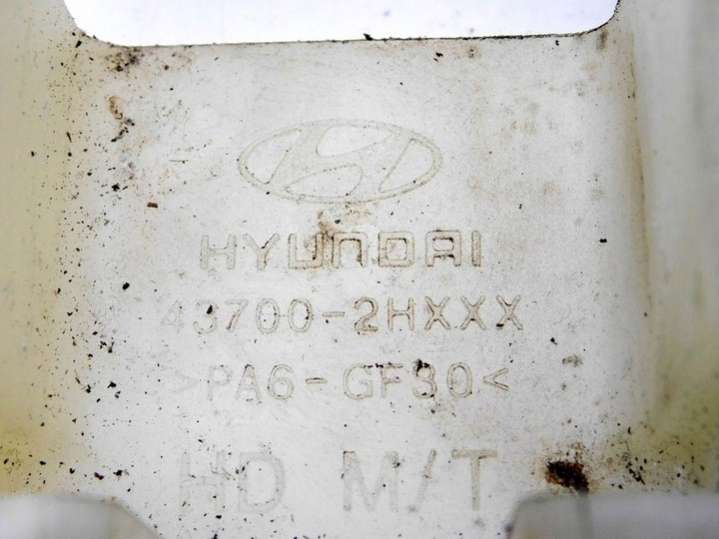 HYUNDAI
43700-2HXXX
>PA6-GF30<
HD M/T